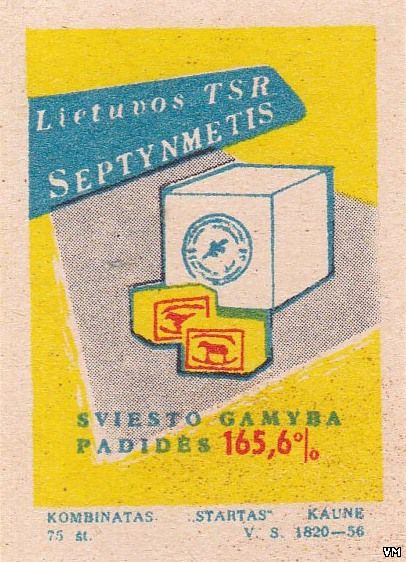 Lietuvos TSR
SEPTYNMETIS
SVIESTO GAMYBA
PADIDĖS 165,6%
KOMBINATAS „STARTAS" KAUNE
75 št. V. S. 1820—56
VM